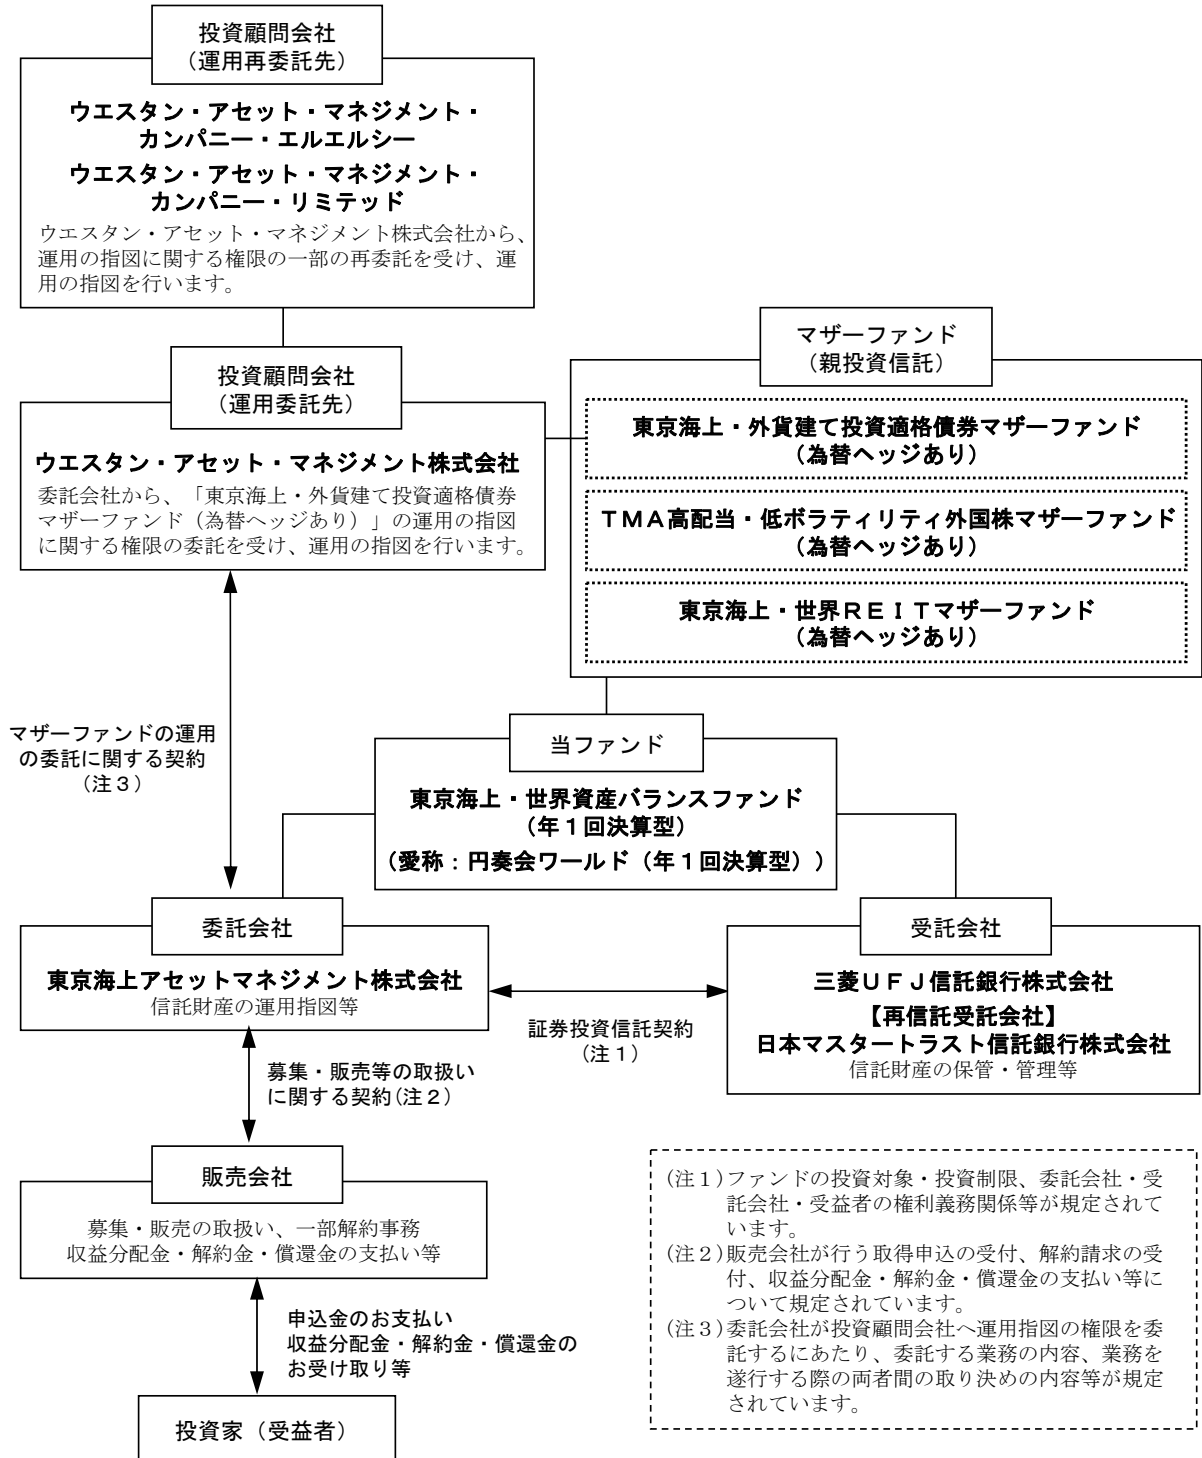 投資顧問会社
（運用再委託先）
ウエスタン・アセット・マネジメント・
カンパニー・エルエルシー
ウエスタン・アセット・マネジメント・
カンパニー・リミテッド
ウエスタン・アセット・マネジメント株式会社から、
運用の指図に関する権限の一部の再委託を受け、運
用の指図を行います。
投資顧問会社
（運用委託先）
ウエスタン・アセット・マネジメント株式会社
委託会社から、「東京海上・外貨建て投資適格債券
マザーファンド（為替ヘッジあり）」の運用の指図
に関する権限の委託を受け、運用の指図を行います。
マザーファンド
（親投資信託）
東京海上・外貨建て投資適格債券マザーファンド
（為替ヘッジあり）
ＴＭＡ高配当・低ボラティリティ外国株マザーファンド
（為替ヘッジあり）
東京海上・世界ＲＥＩＴマザーファンド
（為替ヘッジあり）
マザーファンドの運用
の委託に関する契約
（注３）
当ファンド
東京海上・世界資産バランスファンド
（年１回決算型）
（愛称：円奏会ワールド（年１回決算型））
委託会社
東京海上アセットマネジメント株式会社
信託財産の運用指図等
証券投資信託契約
（注１）
受託会社
三菱ＵＦＪ信託銀行株式会社
【再信託受託会社】
日本マスタートラスト信託銀行株式会社
信託財産の保管・管理等
募集・販売等の取扱い
に関する契約(注２)
販売会社
募集・販売の取扱い、一部解約事務
収益分配金・解約金・償還金の支払い等
申込金のお支払い
収益分配金・解約金・償還金の
お受け取り等
投資家（受益者）
(注１)ファンドの投資対象・投資制限、委託会社・受
託会社・受益者の権利義務関係等が規定されて
います。
(注２)販売会社が行う取得申込の受付、解約請求の受
付、収益分配金・解約金・償還金の支払い等に
ついて規定されています。
(注３)委託会社が投資顧問会社へ運用指図の権限を委
託するにあたり、委託する業務の内容、業務を
遂行する際の両者間の取り決めの内容等が規定
されています。